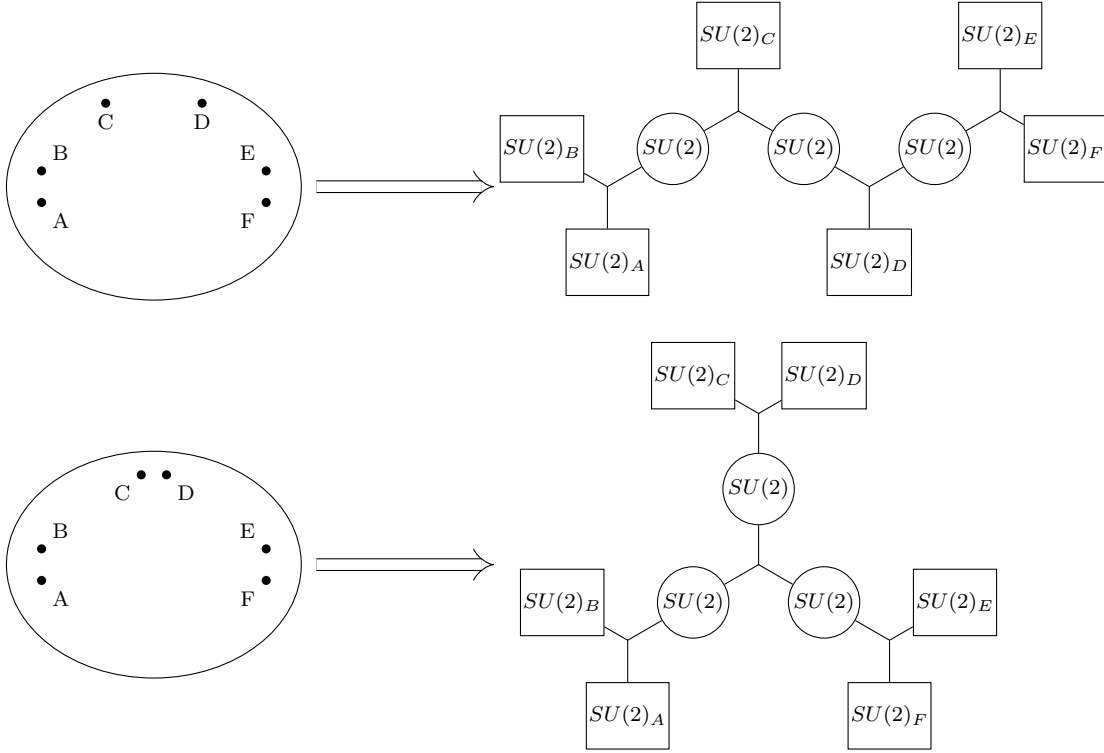 C D
B E
A F
SU(2)_C SU(2)_E
SU(2)_B SU(2) SU(2) SU(2) SU(2)_F
SU(2)_A SU(2)_D
C D
B E
A F
SU(2)_C SU(2)_D
SU(2)
SU(2)_B SU(2) SU(2) SU(2)_E
SU(2)_A SU(2)_F